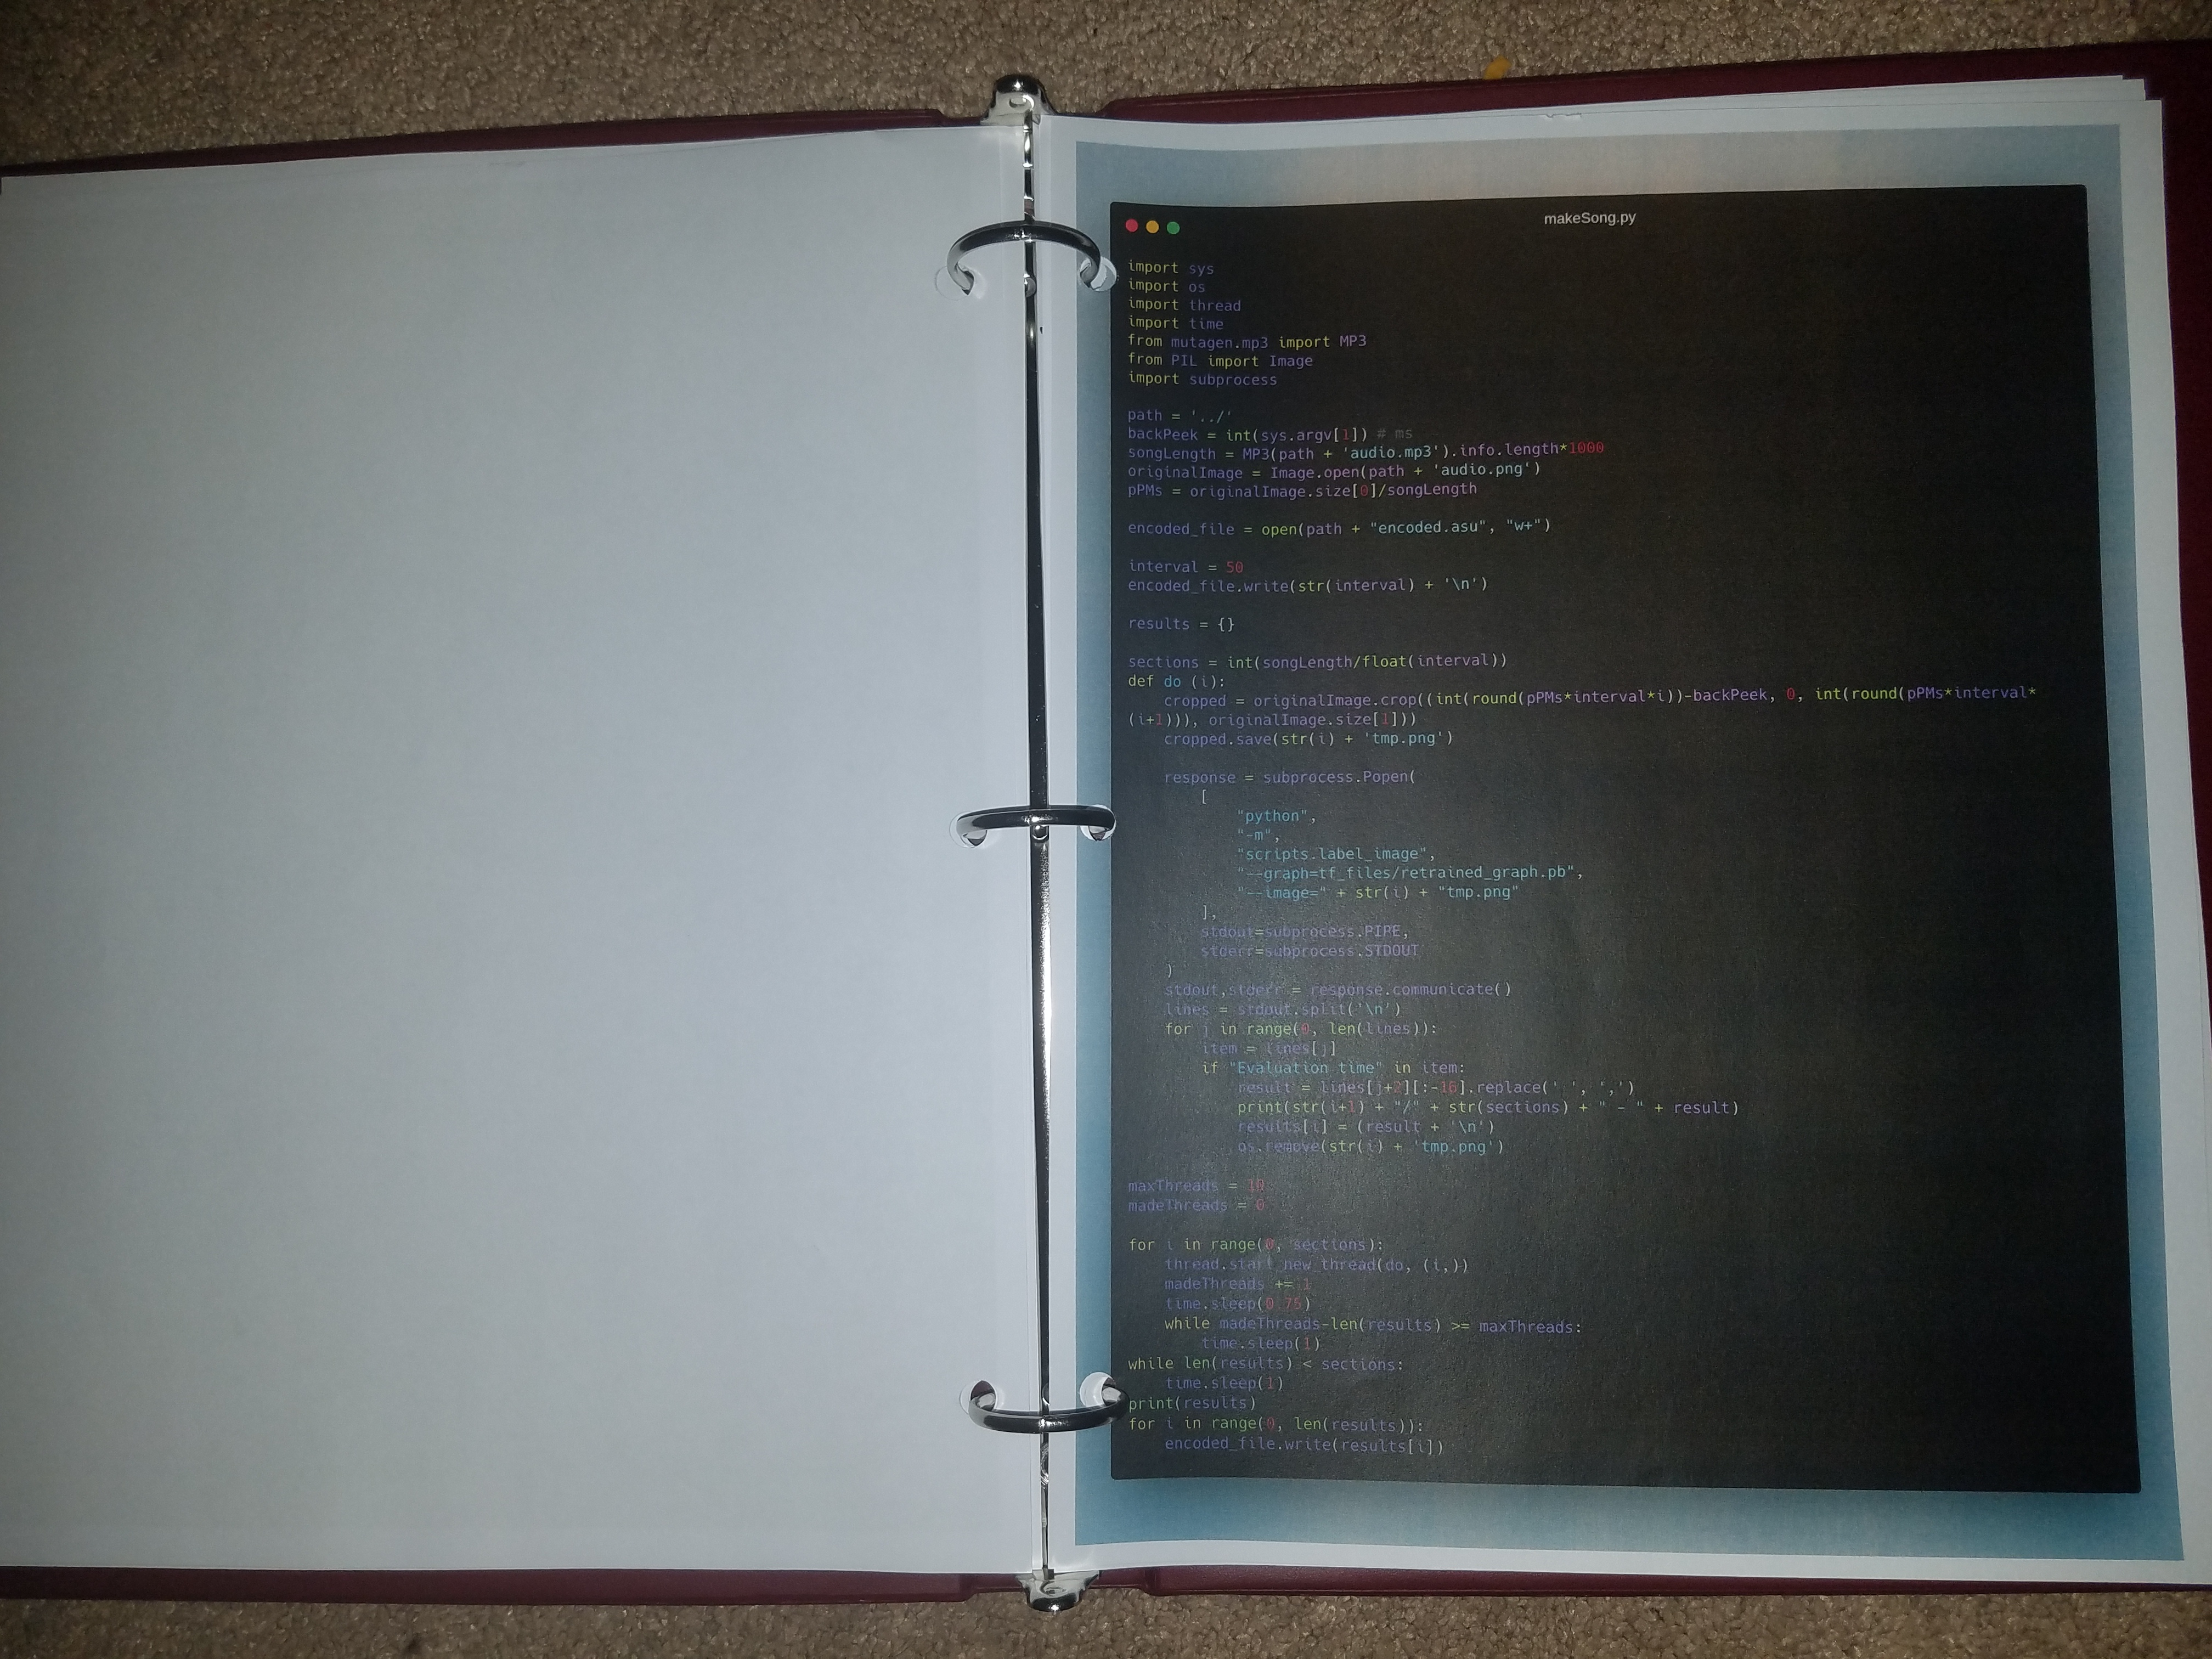 makeSong.py
import sys
import os
import thread
import time
from mutagen.mp3 import MP3
from PIL import Image
import subprocess
path = '../'
backPeek = int(sys.argv[1]) # ms
songLength = MP3(path + 'audio.mp3').info.length*1000
originalImage = Image.open(path + 'audio.png')
pPMs = originalImage.size[0]/songLength
encoded_file = open(path + "encoded.asu", "w+")
interval = 50
encoded_file.write(str(interval) + '\n')
results = {}
sections = int(songLength/float(interval))
def do (i):
    cropped = originalImage.crop((int(round(pPMs*interval*i))-backPeek, 0, int(round(pPMs*interval*
(i+1))), originalImage.size[1]))
    cropped.save(str(i) + 'tmp.png')
    response = subprocess.Popen(
        [
            "python",
            "-m",
            "scripts.label_image",
            "--graph=tf_files/retrained_graph.pb",
            "--image=" + str(i) + "tmp.png"
        ],
        stdout=subprocess.PIPE,
        stderr=subprocess.STDOUT
    )
    stdout,stderr = response.communicate()
    lines = stdout.split('\n')
    for j in range(0, len(lines)):
        item = lines[j]
        if "Evaluation time" in item:
            result = lines[j+2][:-16].replace(' ', ',')
            print(str(i+1) + "/" + str(sections) + " - " + result)
            results[i] = (result + '\n')
            os.remove(str(i) + 'tmp.png')
maxThreads = 10
madeThreads = 0
for i in range(0, sections):
    thread.start_new_thread(do, (i,))
    madeThreads += 1
    time.sleep(0.75)
    while madeThreads-len(results) >= maxThreads:
        time.sleep(1)
while len(results) < sections:
    time.sleep(1)
print(results)
for i in range(0, len(results)):
    encoded_file.write(results[i])